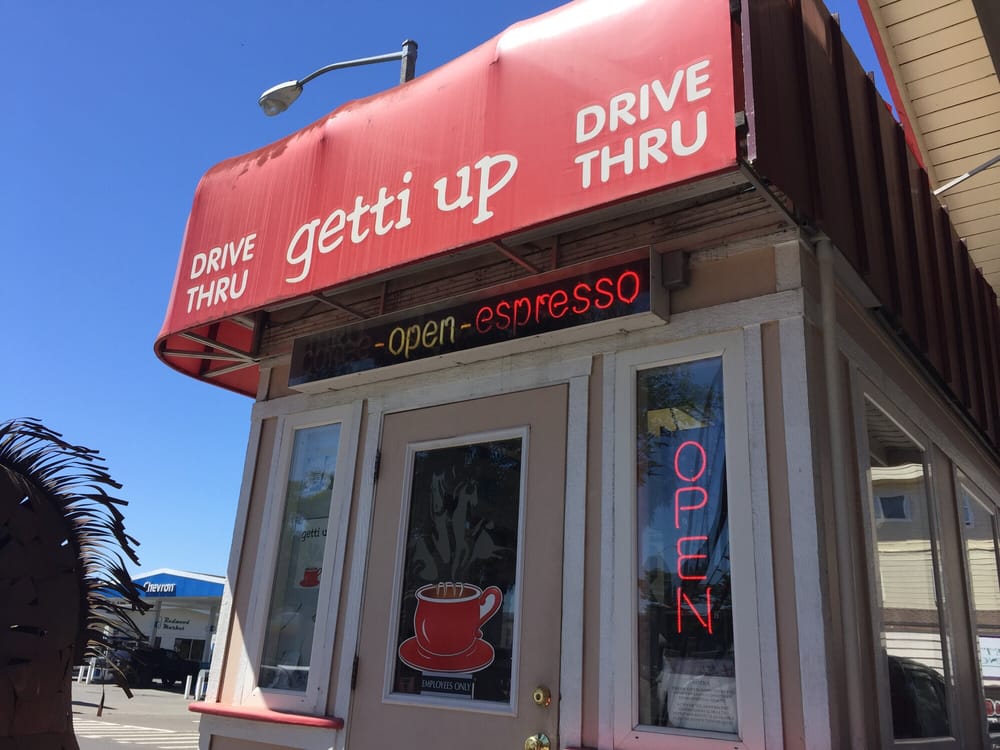 DRIVE
THRU
getti up
DRIVE
THRU
-open-espresso
OPEN
getti up
EMPLOYEES ONLY
Chevron
Redwood
Market